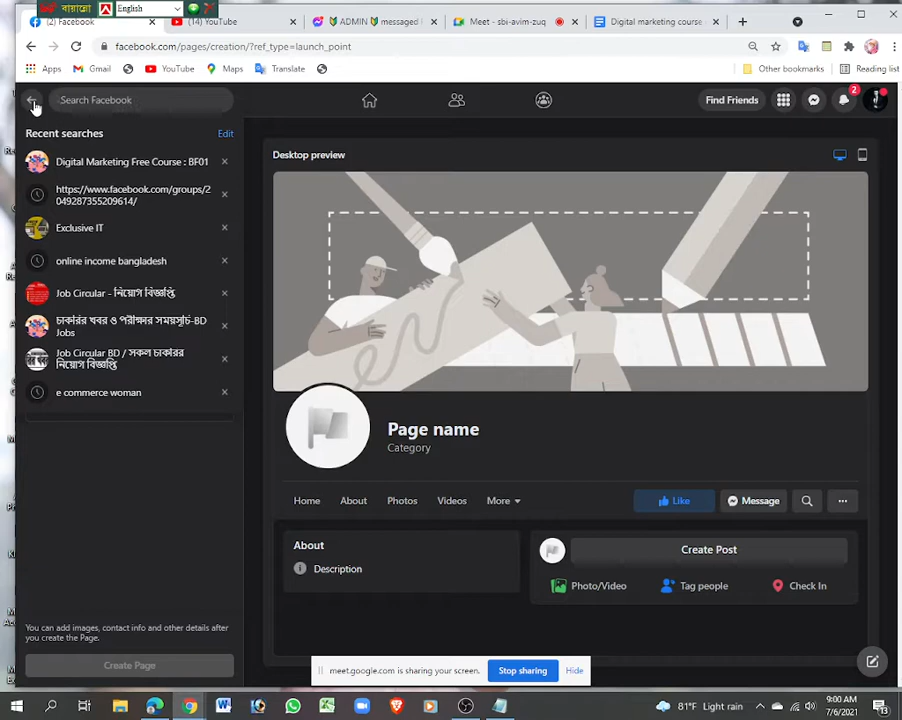 বায়ান্নো English
(2) Facebook
(14) YouTube
ADMIN messaged
Meet - sbi-avim-zuq
Digital marketing course
facebook.com/pages/creation/?ref_type=launch_point
Apps Gmail YouTube Maps Translate Other bookmarks Reading list
Search Facebook
Find Friends
2
Recent searches Edit
Digital Marketing Free Course : BF01
https://www.facebook.com/groups/2
049287355209614/
Exclusive IT
online income bangladesh
Job Circular - নিয়োগ বিজ্ঞপ্তি
চাকরির খবর ও পরীক্ষার সময়সূচি-BD
Jobs
Job Circular BD / সকল চাকরির
নিয়োগ বিজ্ঞপ্তি
e commerce woman
You can add images, contact info and other details after
you create the Page.
Create Page
Desktop preview
Page name
Category
Home About Photos Videos More
Like Message
About
Description
Create Post
Photo/Video Tag people Check In
meet.google.com is sharing your screen. Stop sharing Hide
81°F Light rain
9:00 AM
7/6/2021